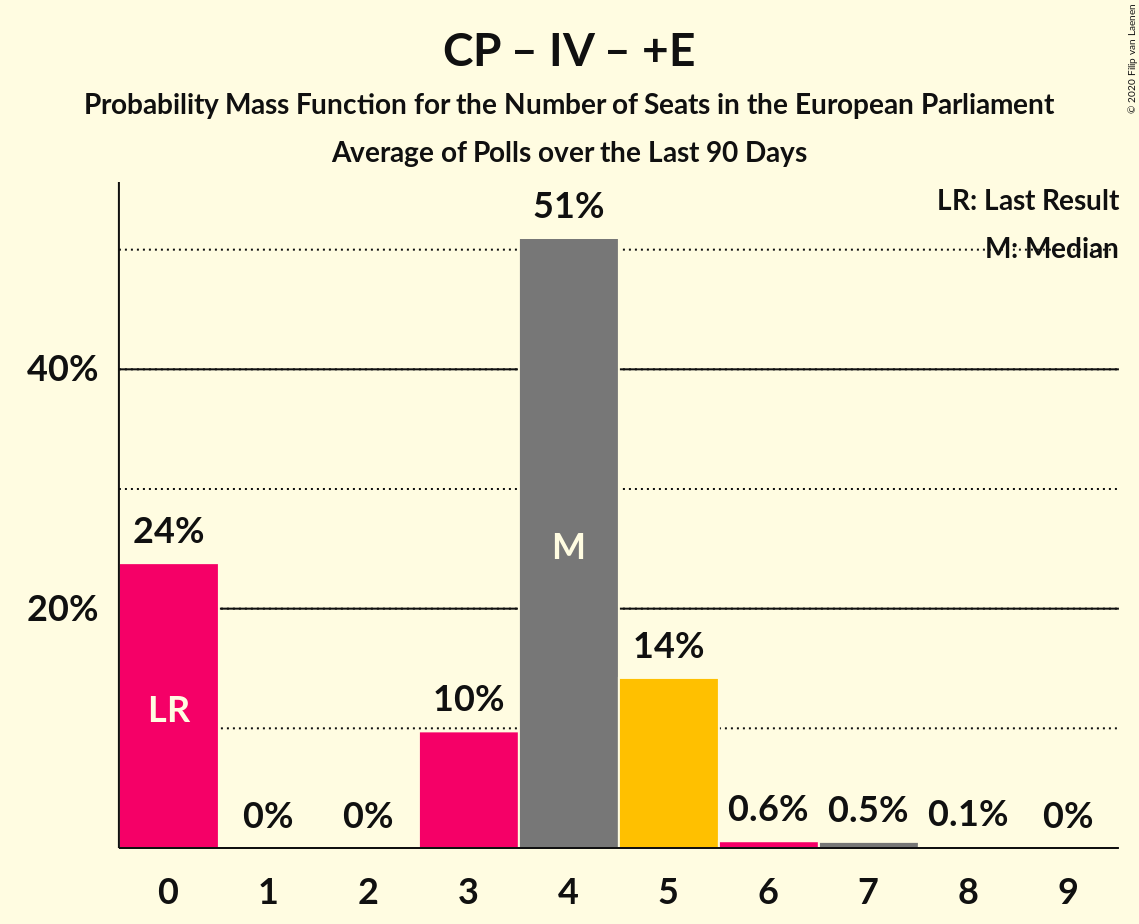 CP – IV – +E
Probability Mass Function for the Number of Seats in the European Parliament
Average of Polls over the Last 90 Days
© 2020 Filip van Laenen
LR: Last Result
M: Median
51%
40%
24%
M
20%
14%
10%
LR
0% 0% 0.6% 0.5% 0.1% 0%
0 1 2 3 4 5 6 7 8 9